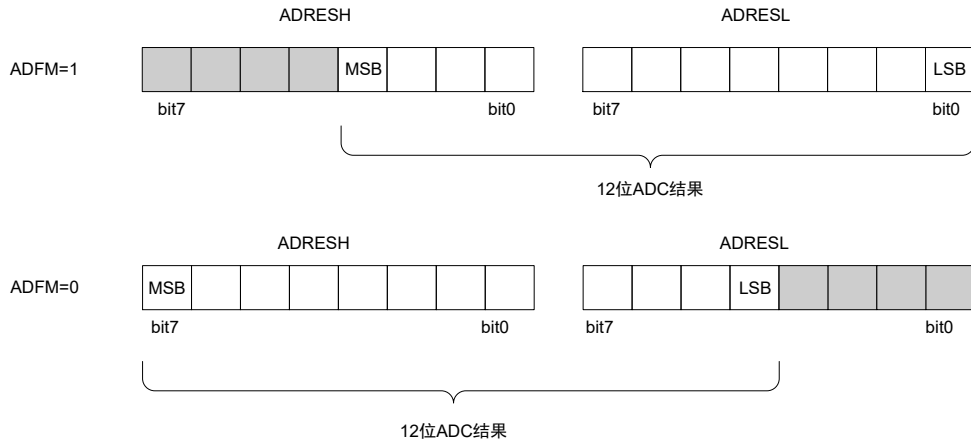 ADRESH ADRESL
ADFM=1 MSB LSB
bit7 bit0 bit7 bit0
12位ADC结果
ADRESH ADRESL
ADFM=0 MSB LSB
bit7 bit0 bit7 bit0
12位ADC结果